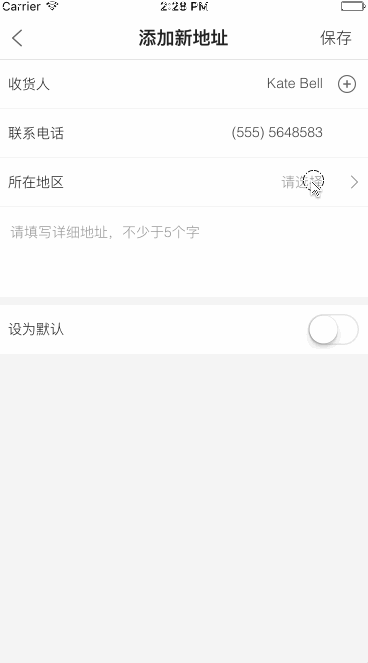 Carrier 2:28 PM
添加新地址 保存
收货人 Kate Bell
联系电话 (555) 5648583
所在地区 请选择
请填写详细地址，不少于5个字
设为默认